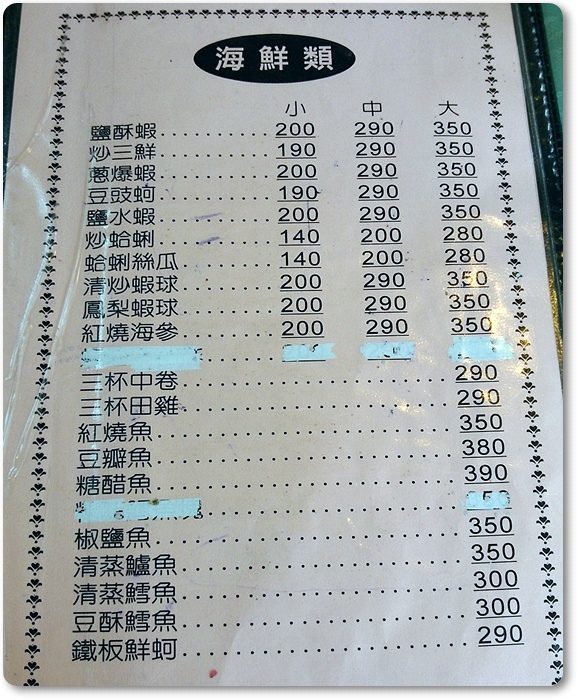 海鮮類
小 中 大
鹽酥蝦 200 290 350
炒三鮮 190 290 350
蔥爆蝦 200 290 350
豆豉蚵 190 290 350
鹽水蝦 200 290 350
炒蛤蜊 140 200 280
蛤蜊絲瓜 140 200 280
清炒蝦球 200 290 350
鳳梨蝦球 200 290 350
紅燒海參 200 290 350
三杯中卷 290
三杯田雞 290
紅燒魚 350
豆瓣魚 380
糖醋魚 390
椒鹽魚 350
清蒸鱸魚 350
清蒸鱈魚 300
豆酥鱈魚 300
鐵板鮮蚵 290